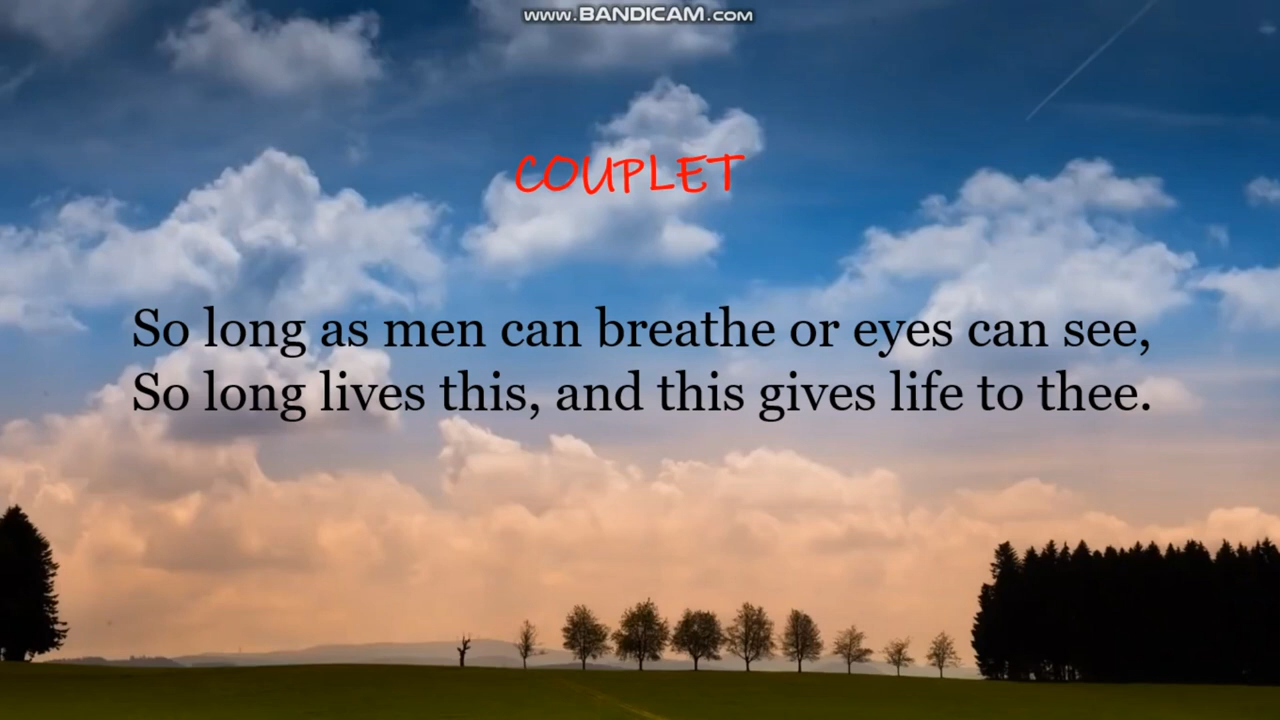 www.BANDICAM.com
COUPLET
So long as men can breathe or eyes can see,
So long lives this, and this gives life to thee.